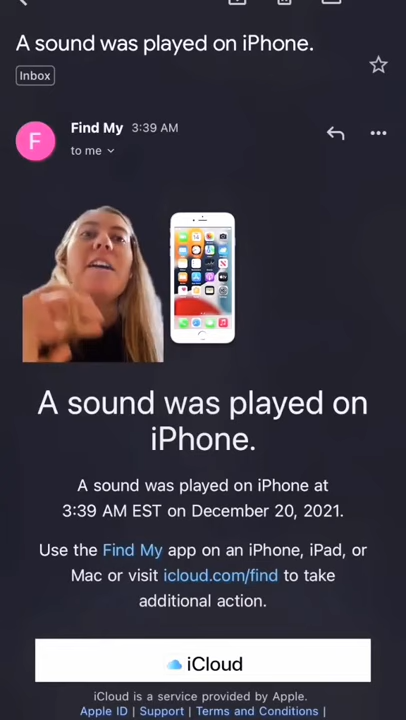 A sound was played on iPhone.
Inbox
F
Find My 3:39 AM
to me
A sound was played on
iPhone.
A sound was played on iPhone at
3:39 AM EST on December 20, 2021.
Use the Find My app on an iPhone, iPad, or
Mac or visit icloud.com/find to take
additional action.
iCloud
iCloud is a service provided by Apple.
Apple ID | Support | Terms and Conditions |